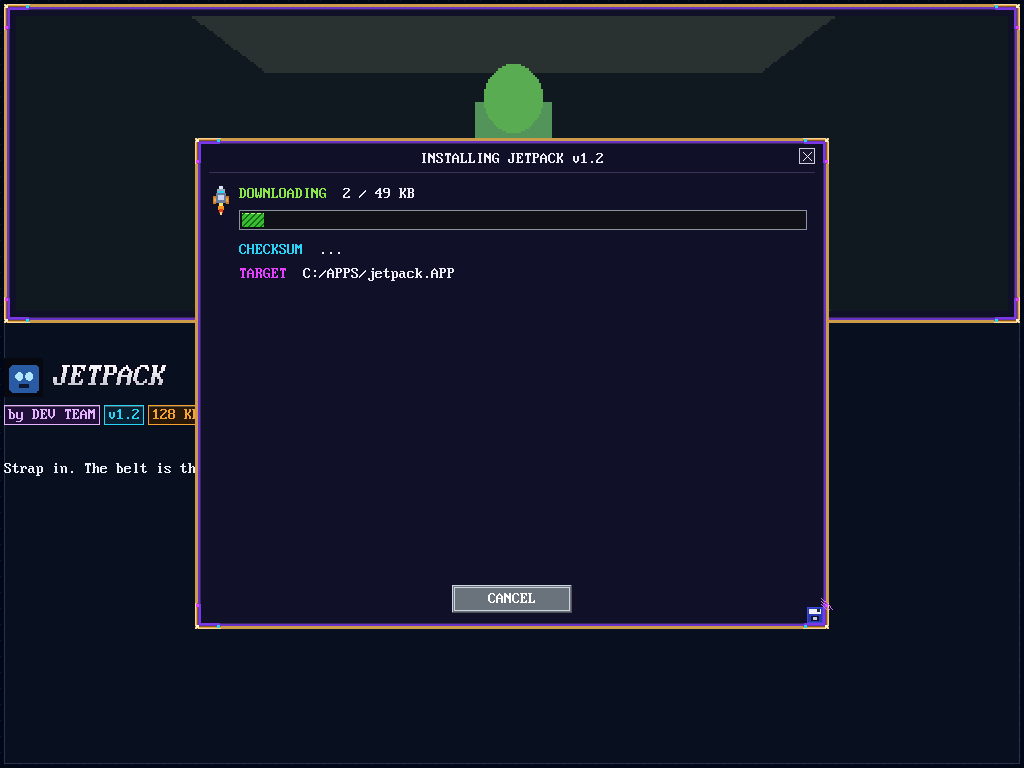 INSTALLING JETPACK v1.2
DOWNLOADING 2 / 49 KB
CHECKSUM ...
TARGET C:/APPS/jetpack.APP
JETPACK
by DEV TEAM v1.2 128
Strap in. The belt is
CANCEL